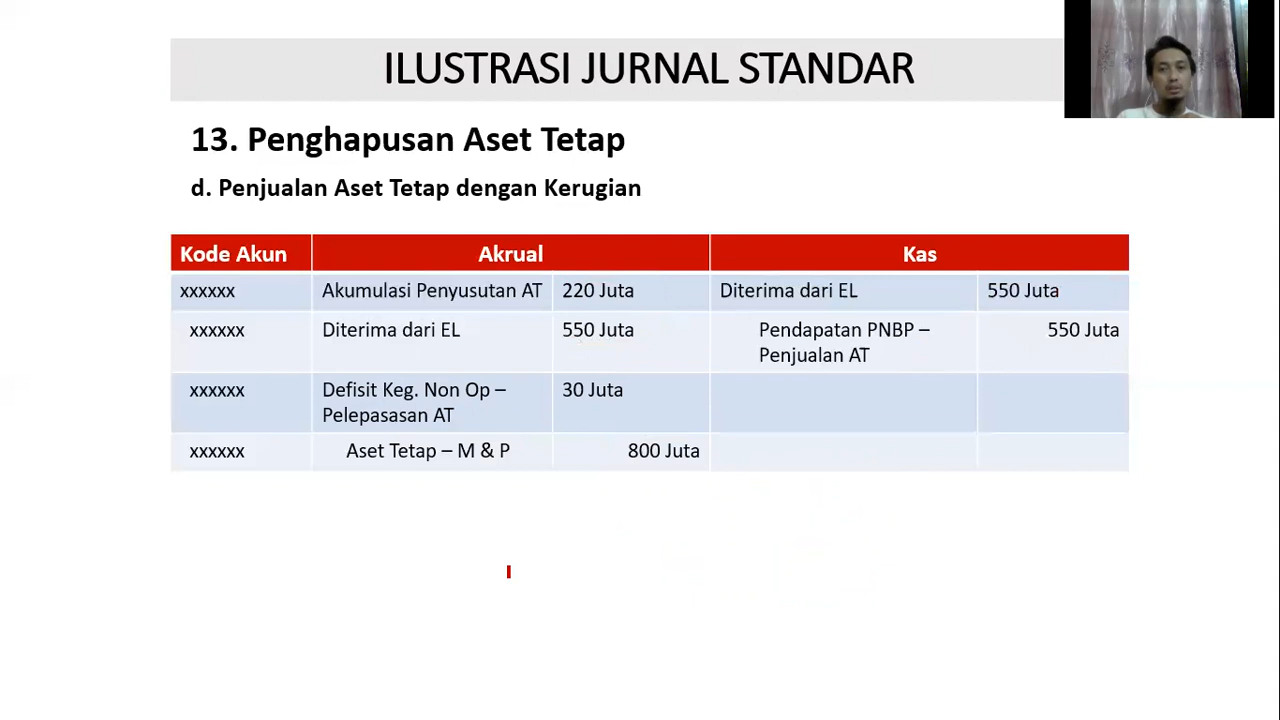 ILUSTRASI JURNAL STANDAR
13. Penghapusan Aset Tetap
d. Penjualan Aset Tetap dengan Kerugian
Kode Akun Akrual Kas
xxxxxx Akumulasi Penyusutan AT 220 Juta Diterima dari EL 550 Juta
xxxxxx Diterima dari EL 550 Juta Pendapatan PNBP – 550 Juta
Penjualan AT
xxxxxx Defisit Keg. Non Op – 30 Juta
Pelepasasan AT
xxxxxx Aset Tetap – M & P 800 Juta